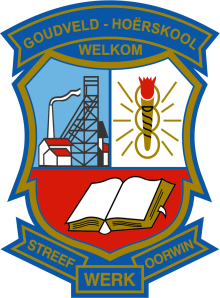 GOUDVELD - HOËRSKOOL
WELKOM
STREEF
WERK
OORWIN